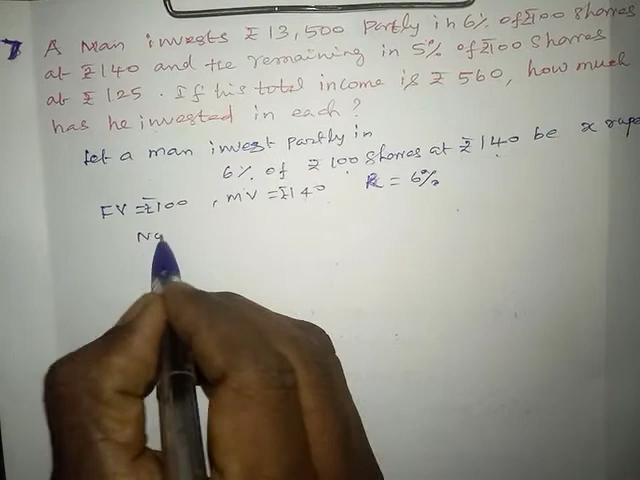 7 A Man invests ₹ 13,500 Partly in 6% of ₹100 Shares
at ₹140 and the remaining in 5% of ₹100 Shares
at ₹ 125 . If his total income is ₹ 560, how much
has he invested in each ?
let a man invest partly in
6% of ₹ 100 Shares at ₹ 140 be x rupe
FV = ₹100 , MV = ₹140 R = 6%
No